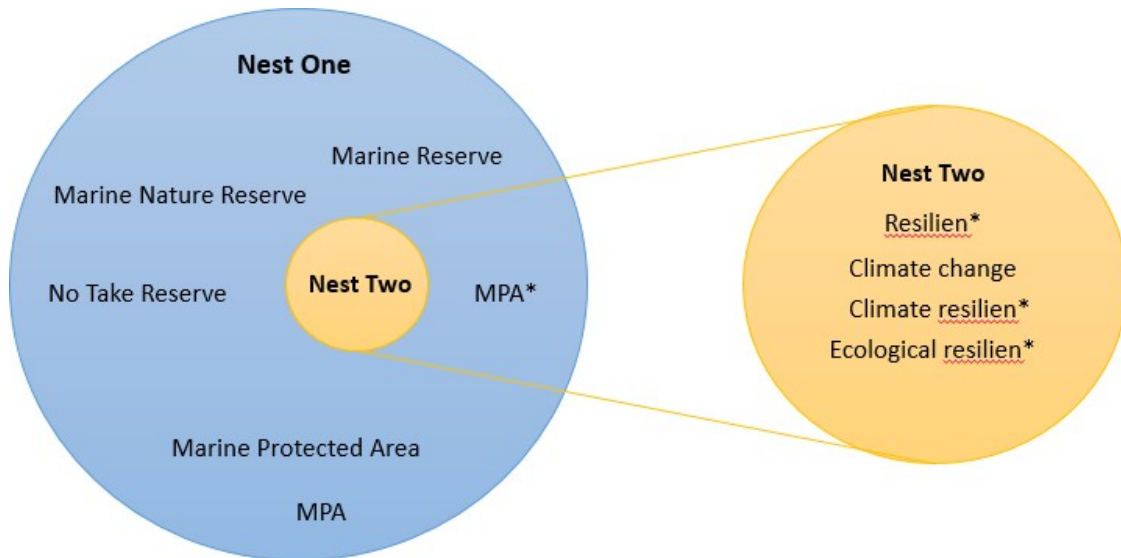 Nest One
Marine Reserve
Marine Nature Reserve
No Take Reserve
Nest Two
MPA*
Marine Protected Area
MPA
Nest Two
Resilien*
Climate change
Climate resilien*
Ecological resilien*